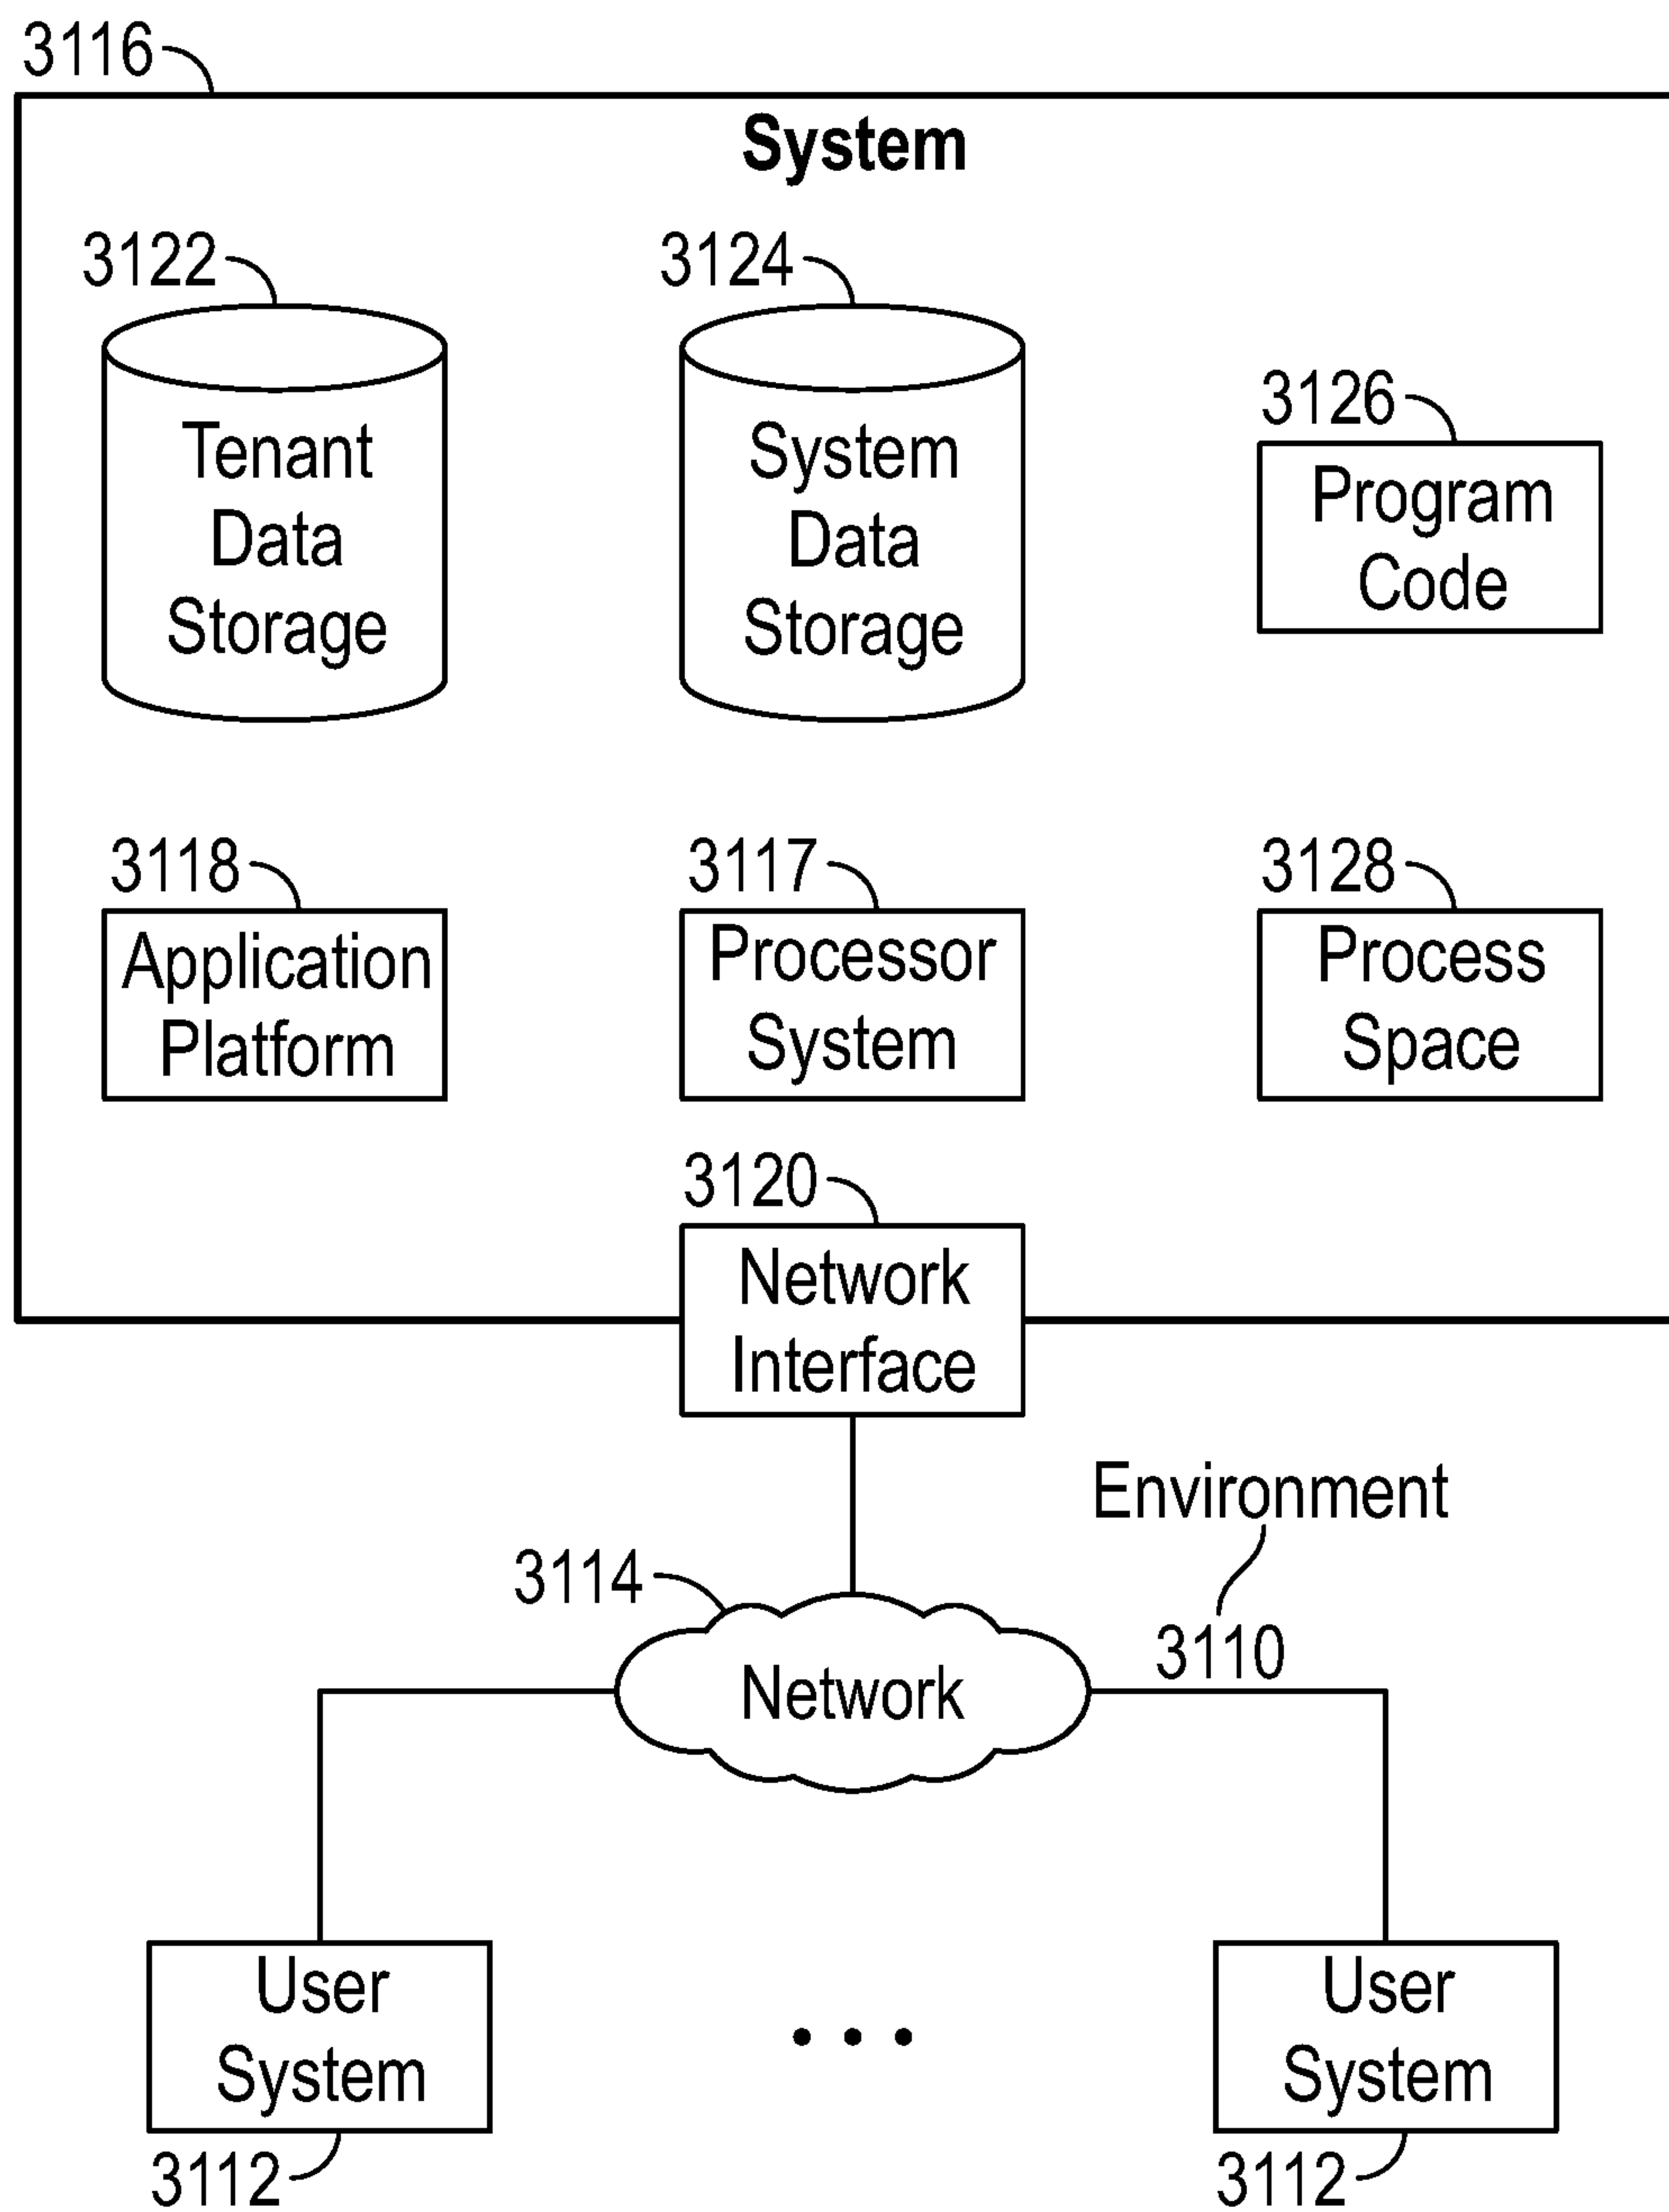 3116
System
3122
3124
Tenant
Data
Storage
System
Data
Storage
3126
Program
Code
3118
Application
Platform
3117
Processor
System
3128
Process
Space
3120
Network
Interface
Environment
3110
3114
Network
User
System
3112
User
System
3112